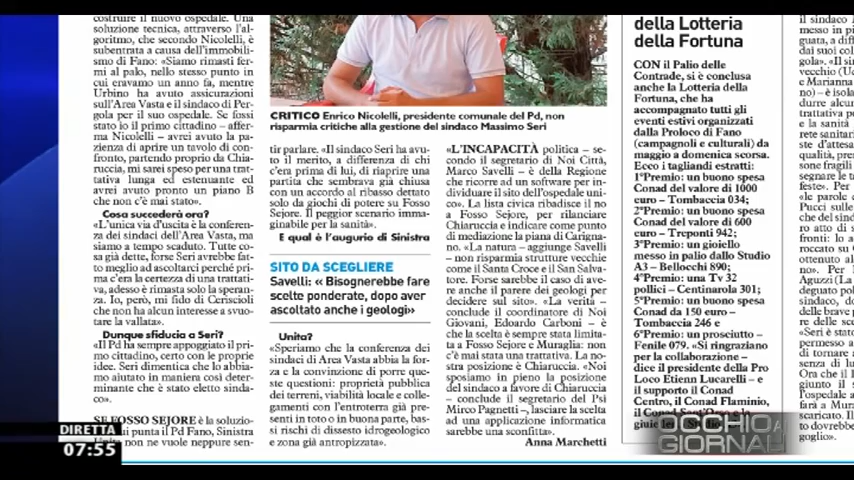 costruire il nuovo ospedale. Una
soluzione tecnica, attraverso l'al-
goritmo, che secondo Nicolelli, è
subentrata a causa dell'immobili-
smo di Fano: «Siamo rimasti fer-
mi al palo, nello stesso punto in
cui eravamo un anno fa, mentre
Urbino ha avuto assicurazioni
sull'Area Vasta e il sindaco di Per-
gola per il suo ospedale. Se fossi
stato io il primo cittadino – affer-
ma Nicolelli – avrei avuto la pa-
zienza di aprire un tavolo di con-
fronto, partendo proprio da Chia-
ruccia, mi sarei speso per una trat-
tativa lunga ed estenuante ed
avrei avuto pronto un piano B
che non c'è mai stato».
Cosa succederà ora?
«L'unica via d'uscita è la conferen-
za dei sindaci dell'Area Vasta, ma
siamo a tempo scaduto. Tutte co-
sa già dette, forse Seri avrebbe fat-
to meglio ad ascoltarci perché pri-
ma c'era la certezza di una tratta-
tiva, adesso è rimasta solo la speran-
za. Io, però, mi fido di Ceriscioli
che non ha alcun interesse a svuo-
tare la vallata».
Dunque sfiducia a Seri?
«Il Pd ha sempre appoggiato il pri-
mo cittadino, certo con le proprie
idee. Seri dimentica che lo abbia-
mo aiutato in maniera così deter-
minante che è stato eletto sinda-
co».
SE FOSSO SEJORE è la soluzio-
ui punta il Pd Fano, Sinistra
non ne vuole neppure sen-
CRITICO Enrico Nicolelli, presidente comunale del Pd, non
risparmia critiche alla gestione del sindaco Massimo Seri
tir parlare. «Il sindaco Seri ha avu-
to il merito, a differenza di chi
c'era prima di lui, di riaprire una
partita che sembrava già chiusa
con un accordo al ribasso dettato
solo da giochi di potere su Fosso
Sejore. Il peggior scenario imma-
ginabile per la sanità».
E qual è l'augurio di Sinistra
SITO DA SCEGLIERE
Savelli: « Bisognerebbe fare
scelte ponderate, dopo aver
ascoltato anche i geologi»
Unita?
«Speriamo che la conferenza dei
sindaci di Area Vasta abbia la for-
za e la convinzione di porre que-
ste questioni: proprietà pubblica
dei terreni, viabilità locale e colle-
gamenti con l'entroterra già pre-
senti in toto o in buona parte, bas-
si rischi di dissesto idrogeologico
e zona già antropizzata».
«L'INCAPACITÀ politica – se-
condo il segretario di Noi Città,
Marco Savelli – è della Regione
che ricorre ad un software per in-
dividuare il sito dell'ospedale uni-
co». La lista civica ribadisce il no
a Fosso Sejore, per rilanciare
Chiaruccia e indicare come punto
di mediazione la piana di Carigna-
no. «La natura – aggiunge Savelli
– non risparmia strutture vecchie
come il Santa Croce e il San Salva-
tore. Forse sarebbe il caso di ave-
re anche il parere dei geologi per
decidere sul sito». «La verità –
conclude il coordinatore di Noi
Giovani, Edoardo Carboni – è
che la scelta è sempre stata limita-
ta a Fosso Sejore e Muraglia: non
c'è mai stata una trattativa. La no-
stra posizione è Chiaruccia». «Noi
sposiamo in pieno la posizione
del sindaco a favore di Chiaruccia
– conclude il segretario del Psi
Mirco Pagnetti –, lasciare la scelta
ad una applicazione informatica
sarebbe una sconfitta».
Anna Marchetti
della Lotteria
della Fortuna
CON il Palio delle
Contrade, si è conclusa
anche la Lotteria della
Fortuna, che ha
accompagnato tutti gli
eventi estivi organizzati
dalla Proloco di Fano
(campagnoli e culturali) da
maggio a domenica scorsa.
Ecco i tagliandi estratti:
1°Premio: un buono spesa
Conad del valore di 1000
euro – Tombaccia 034;
2°Premio: un buono spesa
Conad del valore di 600
euro – Treponti 942;
3°Premio: un gioiello
messo in palio dallo Studio
A3 – Bellocchi 890;
4°Premio: una Tv 32
pollici – Centinarola 301;
5°Premio: un buono spesa
Conad da 150 euro –
Tombaccia 246 e
6°Premio: un prosciutto –
Fenile 079. «Si ringraziano
per la collaborazione –
dice il presidente della Pro
Loco Etienn Lucarelli – e
il supporto il Conad
Centro, il Conad Flaminio,
il Conad
DIRETTA
07:55
OCCHIO AI
GIORNALI